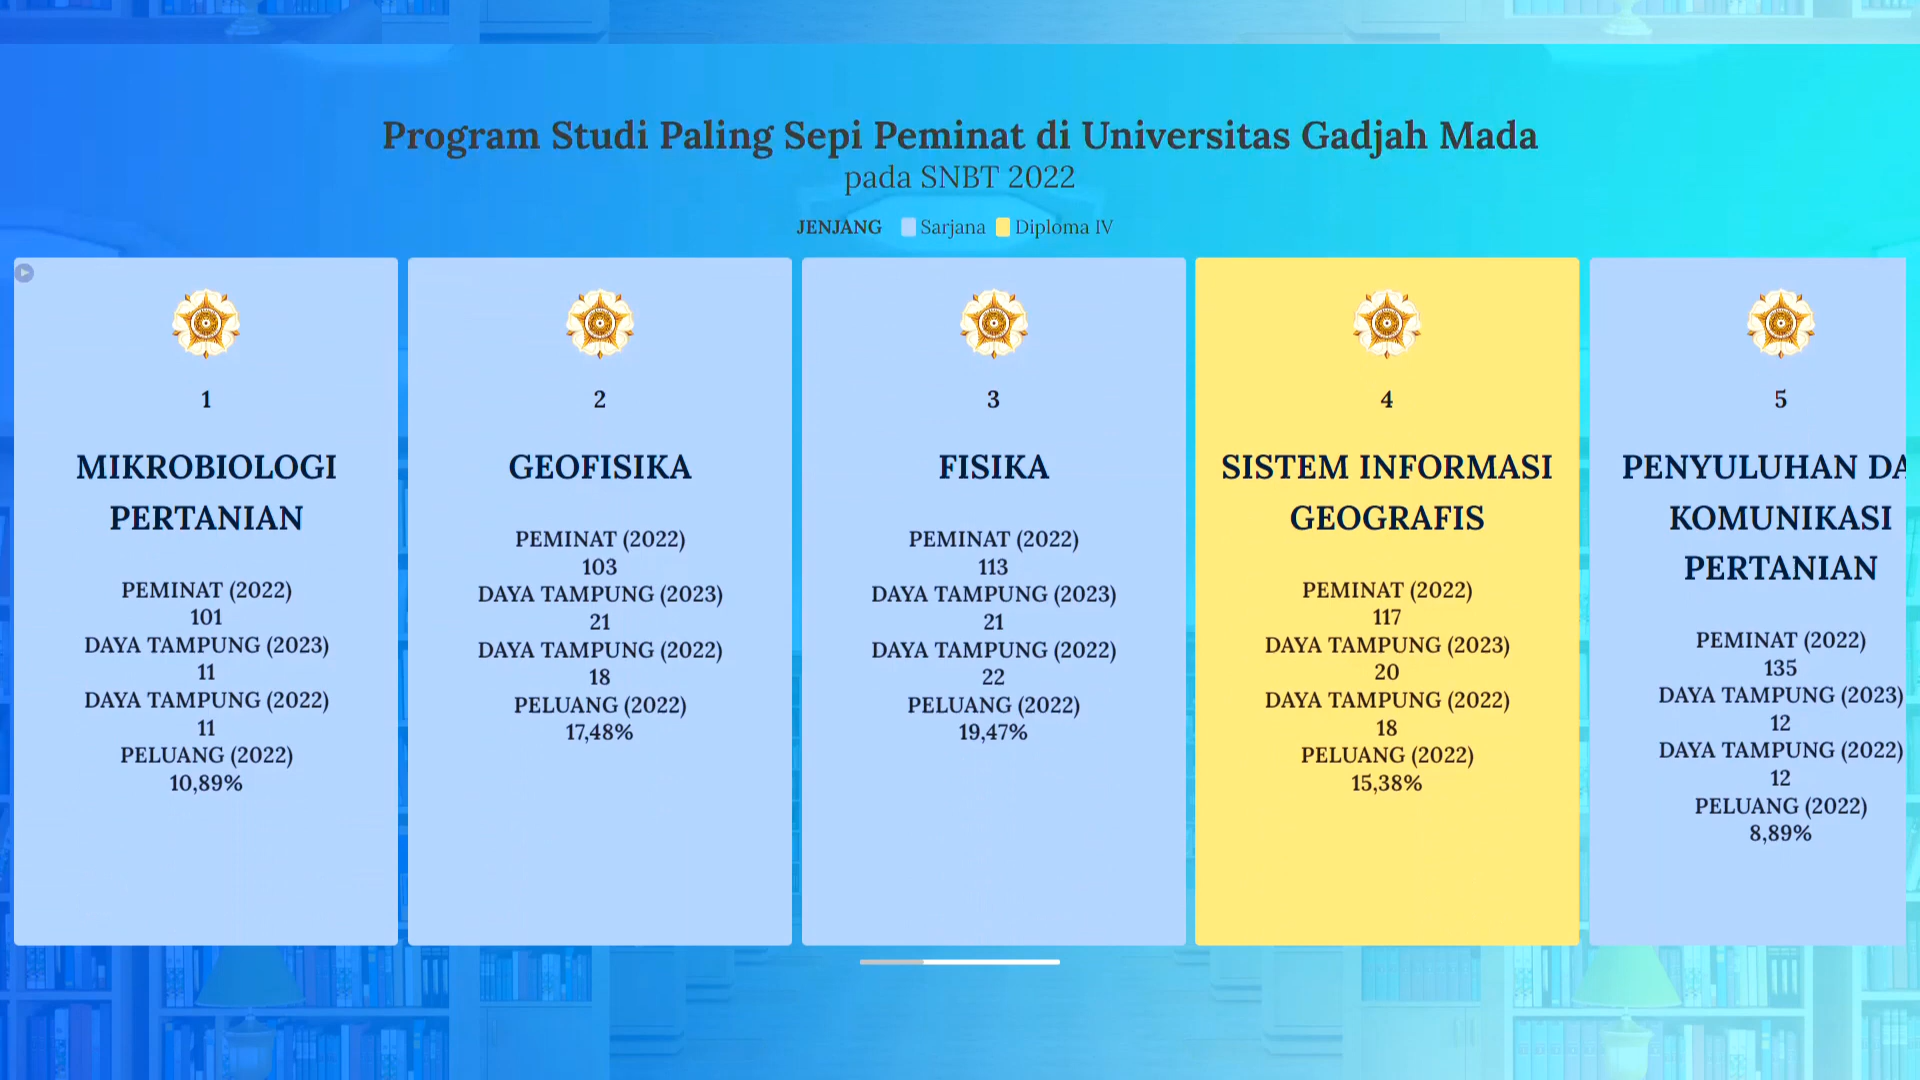 Program Studi Paling Sepi Peminat di Universitas Gadjah Mada
pada SNBT 2022
JENJANG Sarjana Diploma IV
1
MIKROBIOLOGI
PERTANIAN
PEMINAT (2022)
101
DAYA TAMPUNG (2023)
11
DAYA TAMPUNG (2022)
11
PELUANG (2022)
10,89%
2
GEOFISIKA
PEMINAT (2022)
103
DAYA TAMPUNG (2023)
21
DAYA TAMPUNG (2022)
18
PELUANG (2022)
17,48%
3
FISIKA
PEMINAT (2022)
113
DAYA TAMPUNG (2023)
21
DAYA TAMPUNG (2022)
22
PELUANG (2022)
19,47%
4
SISTEM INFORMASI
GEOGRAFIS
PEMINAT (2022)
117
DAYA TAMPUNG (2023)
20
DAYA TAMPUNG (2022)
18
PELUANG (2022)
15,38%
5
PENYULUHAN
KOMUNIKASI
PERTANIAN
PEMINAT (2022)
135
DAYA TAMPUNG (2023)
12
DAYA TAMPUNG (2022)
12
PELUANG (2022)
8,89%